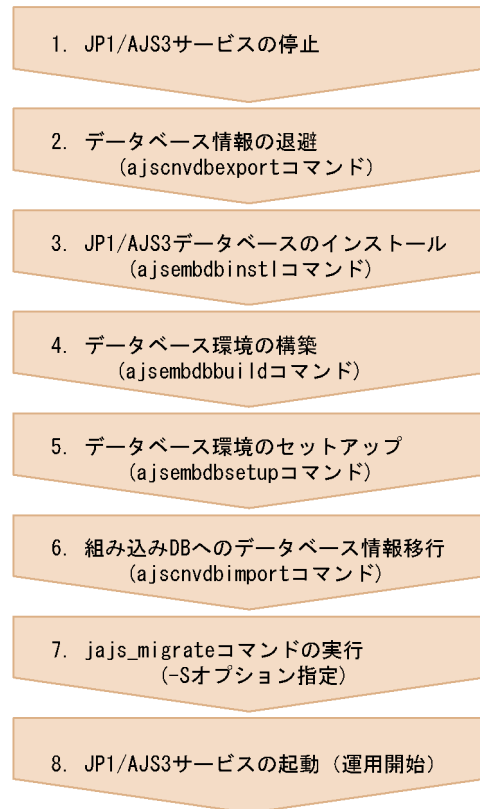 1. JP1/AJS3サービスの停止
2. データベース情報の退避
(ajscnvdbexportコマンド)
3. JP1/AJS3データベースのインストール
(ajsembdbinstlコマンド)
4. データベース環境の構築
(ajsembdbbuildコマンド)
5. データベース環境のセットアップ
(ajsembdbsetupコマンド)
6. 組み込みDBへのデータベース情報移行
(ajscnvdbimportコマンド)
7. jajs_migrateコマンドの実行
(-Sオプション指定)
8. JP1/AJS3サービスの起動（運用開始）